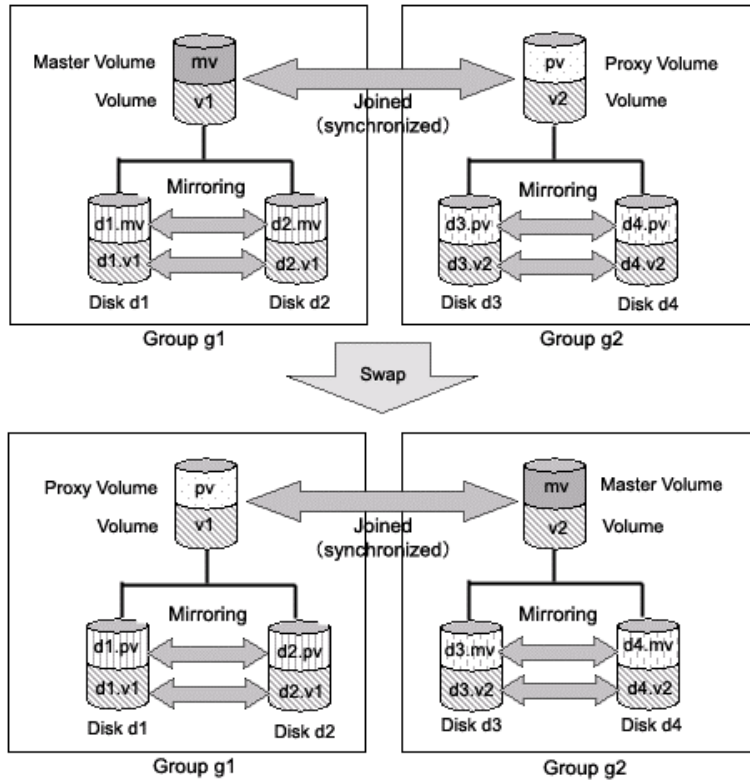 mv
Master Volume
v1
Volume
pv
Proxy Volume
v2
Volume
Joined
(synchronized)
Mirroring
d1.mv
d2.mv
d1.v1
d2.v1
Disk d1
Disk d2
Mirroring
d3.pv
d4.pv
d3.v2
d4.v2
Disk d3
Disk d4
Group g1
Group g2
Swap
Proxy Volume
pv
Volume
v1
mv
Master Volume
v2
Volume
Joined
(synchronized)
Mirroring
d1.pv
d2.pv
d1.v1
d2.v1
Disk d1
Disk d2
Mirroring
d3.mv
d4.mv
d3.v2
d4.v2
Disk d3
Disk d4
Group g1
Group g2